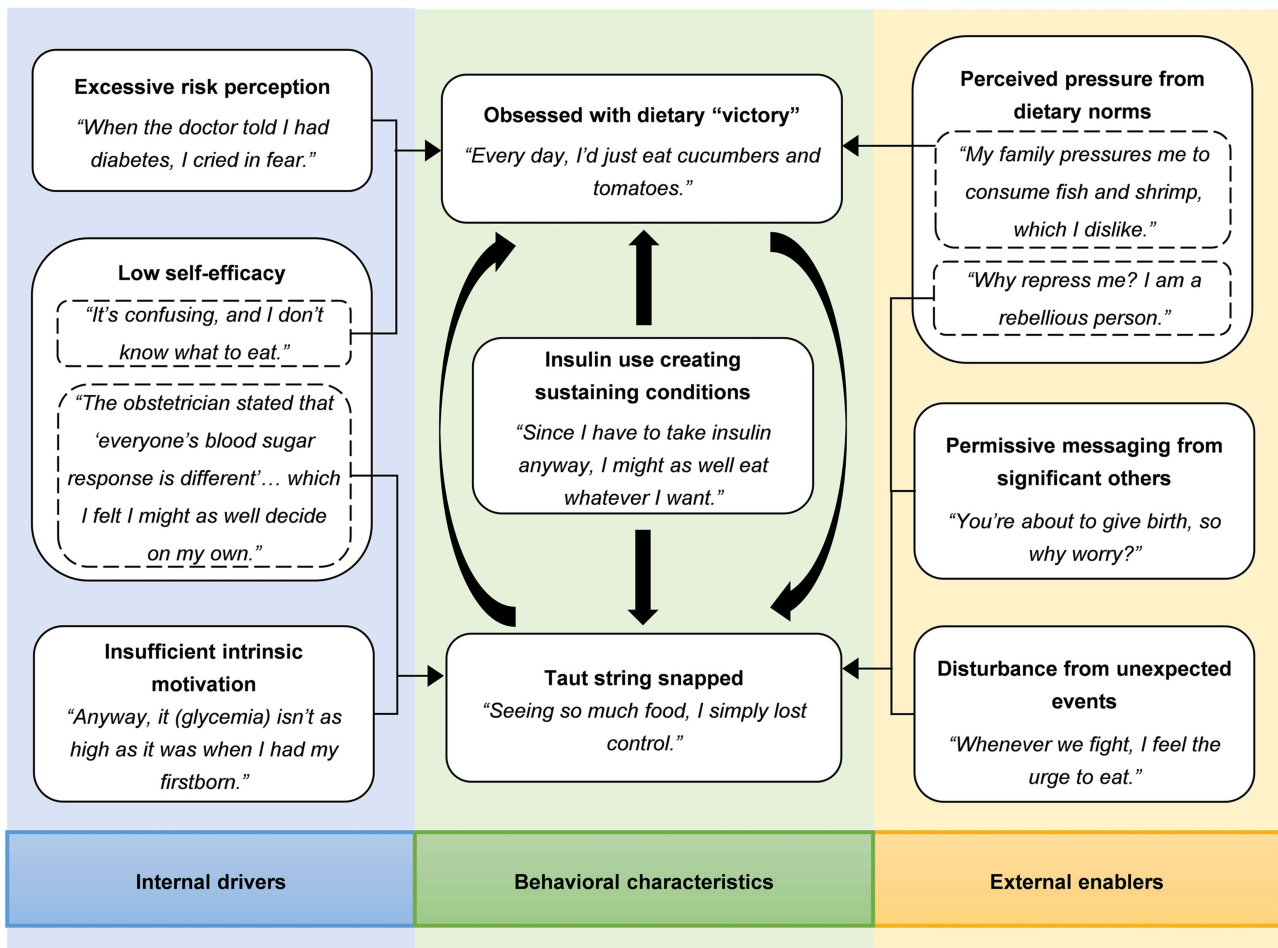 Excessive risk perception
“When the doctor told I had
diabetes, I cried in fear.”
Low self-efficacy
“It’s confusing, and I don’t
know what to eat.”
“The obstetrician stated that
‘everyone’s blood sugar
response is different’… which
I felt I might as well decide
on my own.”
Insufficient intrinsic
motivation
“Anyway, it (glycemia) isn’t as
high as it was when I had my
firstborn.”
Obsessed with dietary “victory”
“Every day, I’d just eat cucumbers and
tomatoes.”
Insulin use creating
sustaining conditions
“Since I have to take insulin
anyway, I might as well eat
whatever I want.”
Taut string snapped
“Seeing so much food, I simply lost
control.”
Perceived pressure from
dietary norms
“My family pressures me to
consume fish and shrimp,
which I dislike.”
“Why repress me? I am a
rebellious person.”
Permissive messaging from
significant others
“You’re about to give birth, so
why worry?”
Disturbance from unexpected
events
“Whenever we fight, I feel the
urge to eat.”
Internal drivers
Behavioral characteristics
External enablers